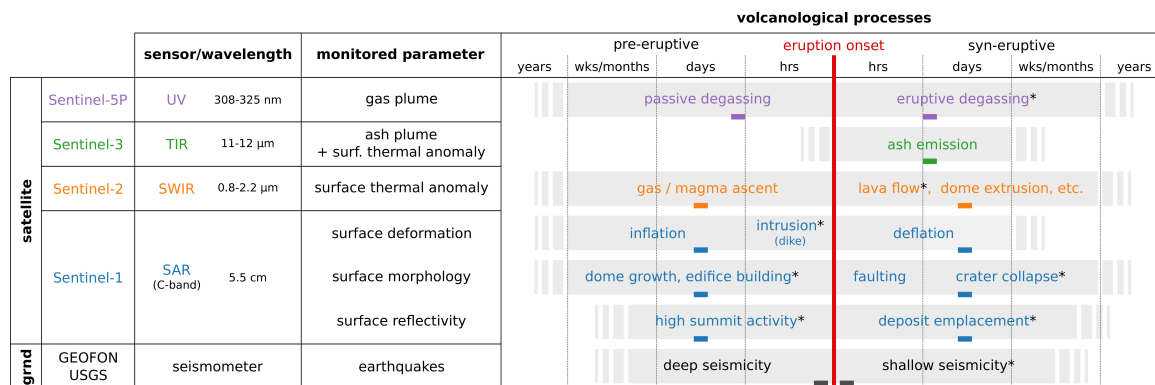 volcanological processes
sensor/wavelength monitored parameter pre-eruptive eruption onset syn-eruptive
years wks/months days hrs hrs days wks/months years
satellite
Sentinel-5P UV 308-325 nm gas plume passive degassing eruptive degassing*
Sentinel-3 TIR 11-12 µm ash plume
+ surf. thermal anomaly ash emission
Sentinel-2 SWIR 0.8-2.2 µm surface thermal anomaly gas / magma ascent lava flow*, dome extrusion, etc.
surface deformation inflation intrusion*
(dike) deflation
Sentinel-1 SAR
(C-band) 5.5 cm surface morphology dome growth, edifice building* faulting crater collapse*
surface reflectivity high summit activity* deposit emplacement*
grnd
GEOFON
USGS seismometer earthquakes deep seismicity shallow seismicity*